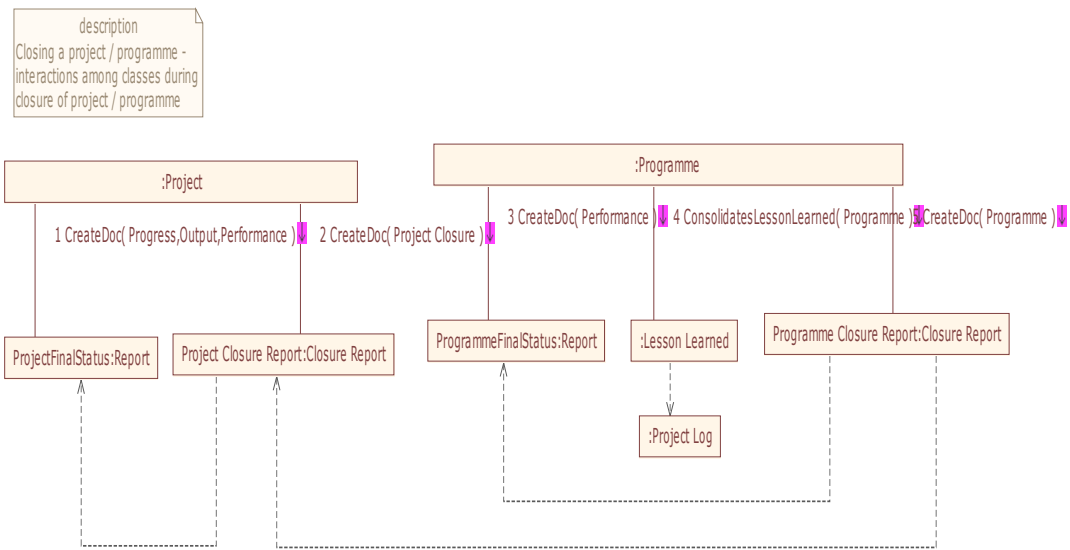 description
Closing a project / programme -
interactions among classes during
closure of project / programme
:Project
:Programme
1 CreateDoc( Progress,Output,Performance )
2 CreateDoc( Project Closure )
3 CreateDoc( Performance )
4 ConsolidatesLessonLearned( Programme )
5 CreateDoc( Programme )
ProjectFinalStatus:Report
Project Closure Report:Closure Report
ProgrammeFinalStatus:Report
:Lesson Learned
Programme Closure Report:Closure Report
:Project Log